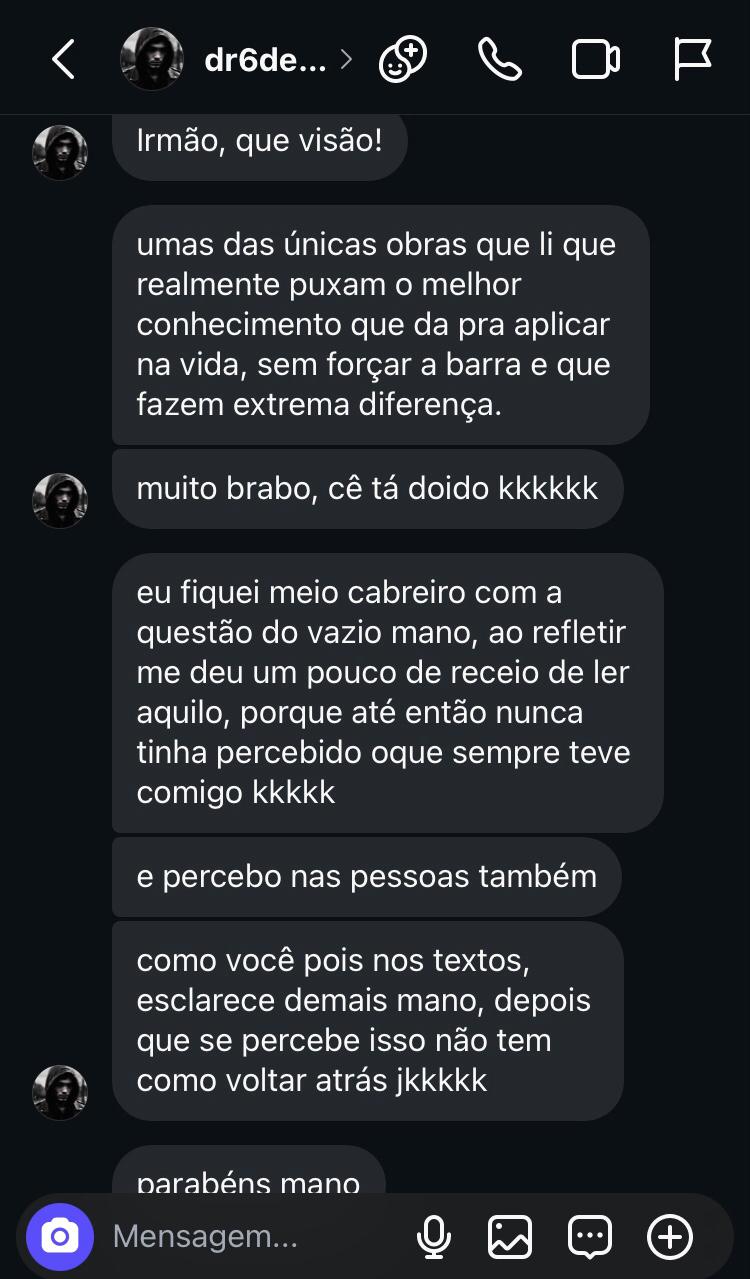 dr6de...
Irmão, que visão!
umas das únicas obras que li que
realmente puxam o melhor
conhecimento que da pra aplicar
na vida, sem forçar a barra e que
fazem extrema diferença.
muito brabo, cê tá doido kkkkkk
eu fiquei meio cabreiro com a
questão do vazio mano, ao refletir
me deu um pouco de receio de ler
aquilo, porque até então nunca
tinha percebido oque sempre teve
comigo kkkkk
e percebo nas pessoas também
como você pois nos textos,
esclarece demais mano, depois
que se percebe isso não tem
como voltar atrás jkkkkk
parabéns mano
Mensagem...